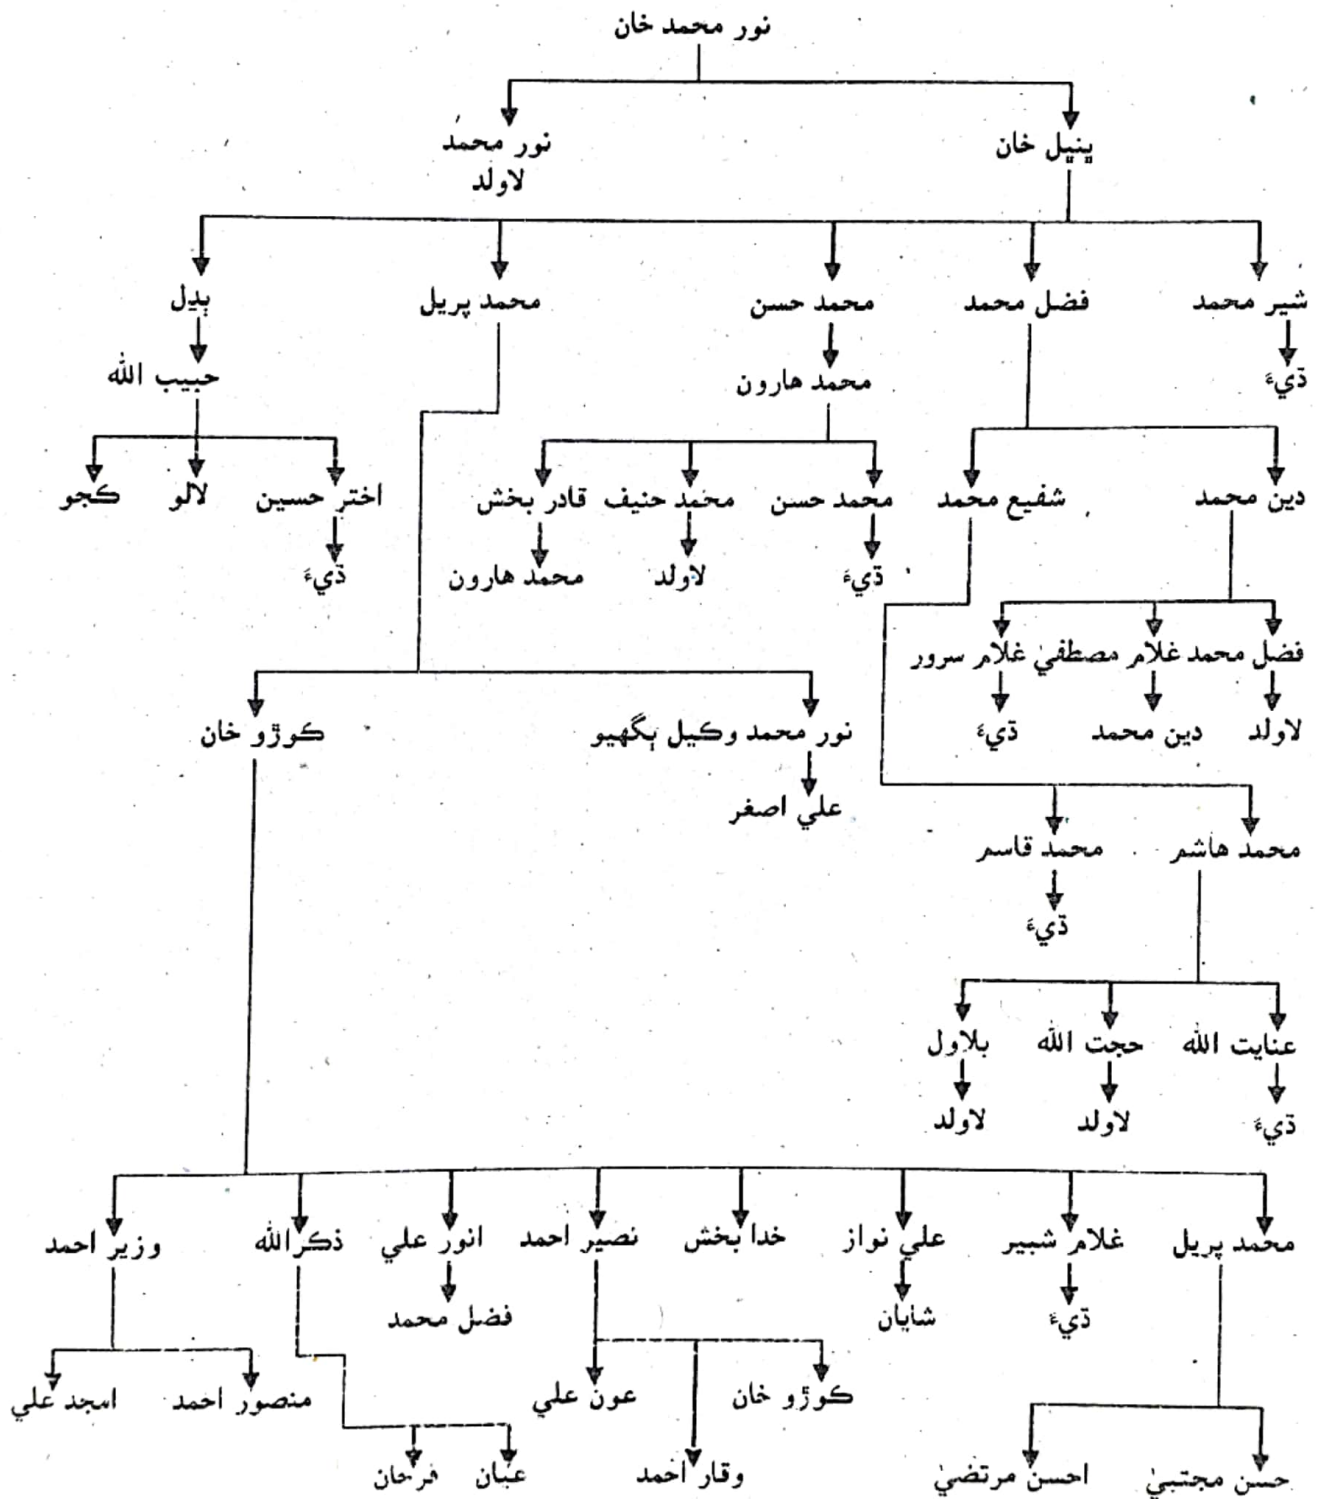 نور محمد خان
ڀنڀل خان نور محمد
لاولد
شير محمد فضل محمد محمد حسن محمد پريل ٻڍل
ڌيءَ محمد هارون حبيب الله
دين محمد شفيع محمد محمد حسن محمد حنيف قادر بخش اختر حسين لالو ڪجو
ڌيءَ لاولد محمد هارون ڌيءَ
فضل محمد غلام مصطفيٰ غلام سرور
لاولد دين محمد ڌيءَ نور محمد وڪيل ٻگهيو ڪوڙو خان
علي اصغر
محمد هاشم محمد قاسم
ڌيءَ
عنايت الله حجت الله بلاول
ڌيءَ لاولد لاولد
محمد پريل غلام شبير علي نواز خدا بخش نصير احمد انور علي ذڪرالله وزير احمد
ڌيءَ شايان فضل محمد
ڪوڙو خان عون علي منصور احمد امجد علي
حسن مجتبيٰ احسن مرتضيٰ وقار احمد فرحان